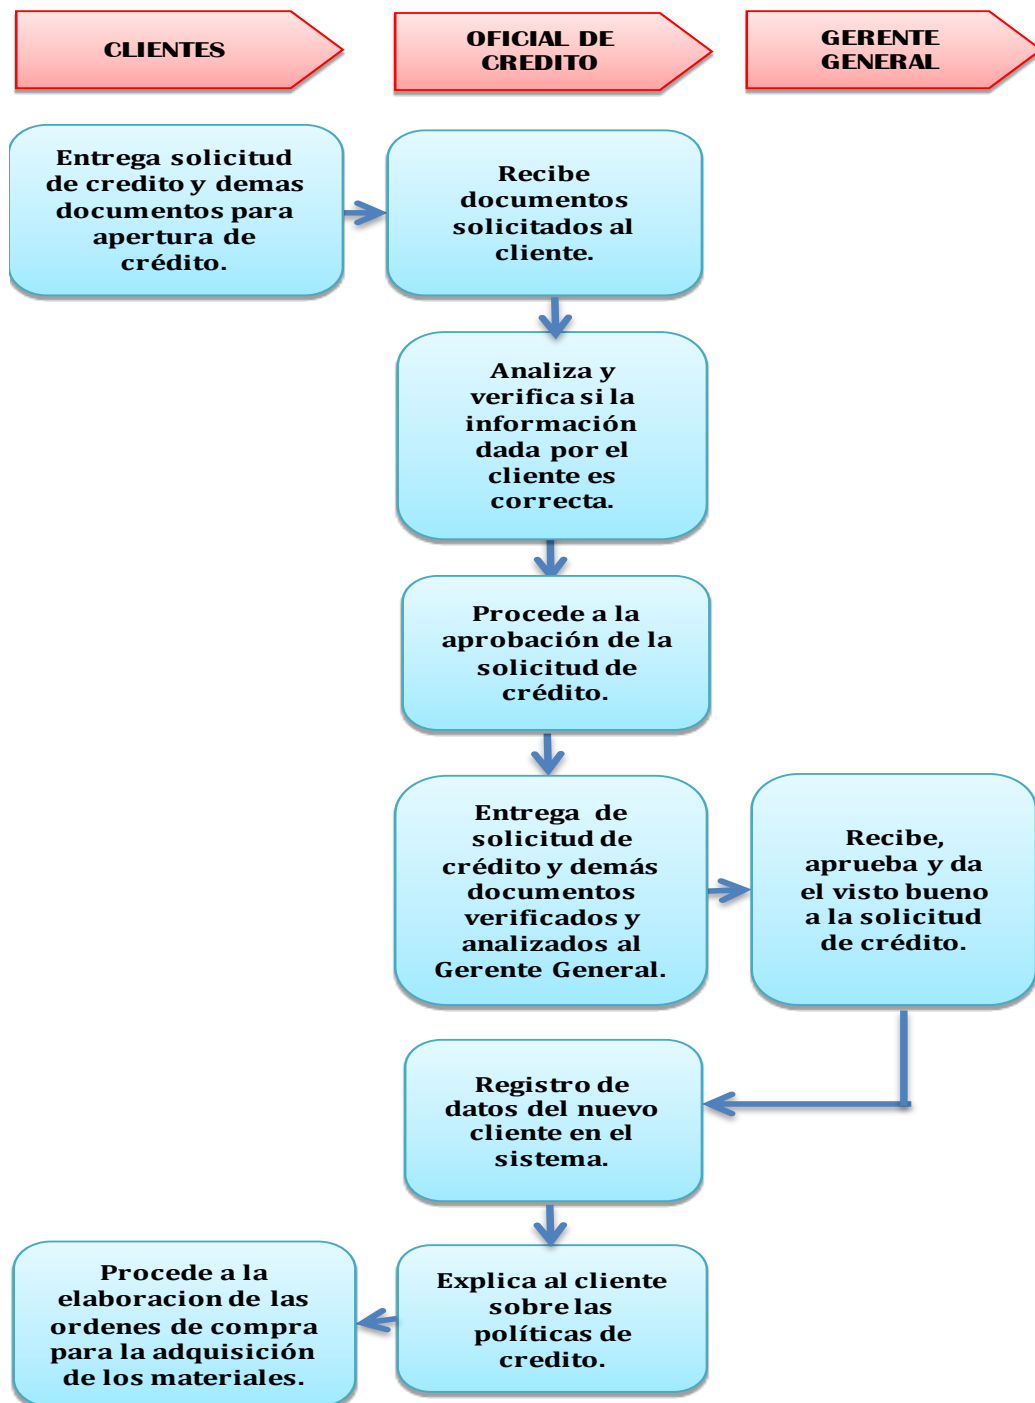 CLIENTES
OFICIAL DE
CREDITO
GERENTE
GENERAL
Entrega solicitud
de credito y demas
documentos para
apertura de
crédito.
Recibe
documentos
solicitados al
cliente.
Analiza y
verifica si la
información
dada por el
cliente es
correcta.
Procede a la
aprobación de la
solicitud de
crédito.
Entrega de
solicitud de
crédito y demás
documentos
verificados y
analizados al
Gerente General.
Recibe,
aprueba y da
el visto bueno
a la solicitud
de crédito.
Registro de
datos del nuevo
cliente en el
sistema.
Explica al cliente
sobre las
políticas de
credito.
Procede a la
elaboracion de las
ordenes de compra
para la adquisición
de los materiales.